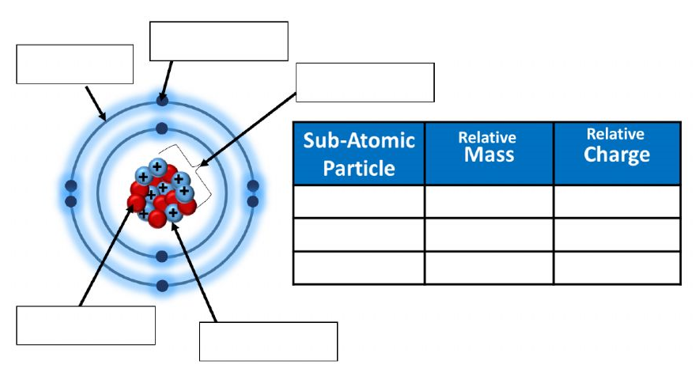 Sub-Atomic Particle
Relative Mass
Relative Charge
+ + + + + + + +